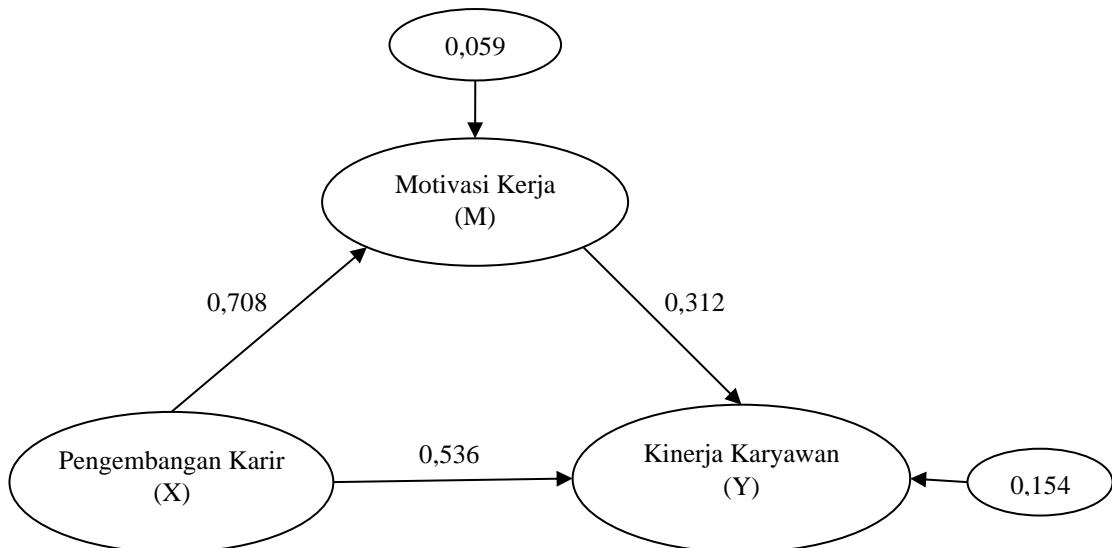 0,059
Motivasi Kerja
(M)
0,708
0,312
Pengembangan Karir
(X)
0,536
Kinerja Karyawan
(Y)
0,154